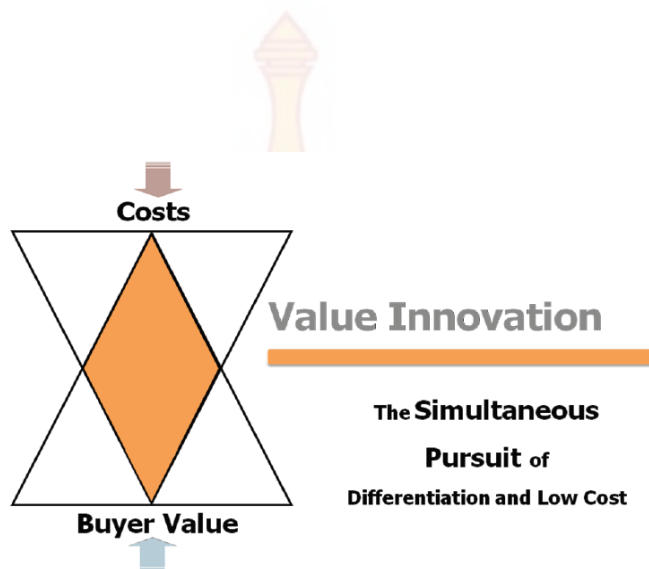 Costs
Value Innovation
The Simultaneous
Pursuit of
Differentiation and Low Cost
Buyer Value